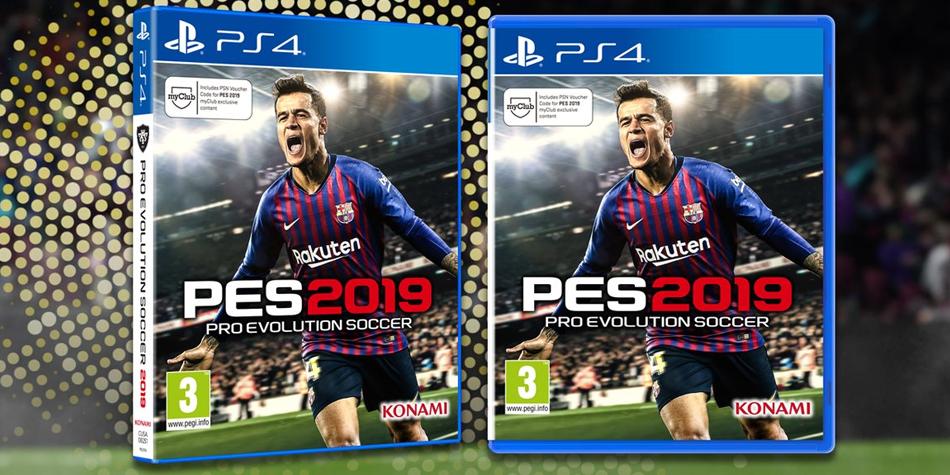 PS4
myClub
Includes PSN Voucher
Code for PES 2019
myClub exclusive
content
Rakuten
PES2019
PRO EVOLUTION SOCCER
3
www.pegi.info
KONAMI
PS4
PRO EVOLUTION SOCCER 2019
KONAMI
PS4
myClub
Includes PSN Voucher
Code for PES 2019
myClub exclusive
content
Rakuten
PES2019
PRO EVOLUTION SOCCER
3
www.pegi.info
KONAMI